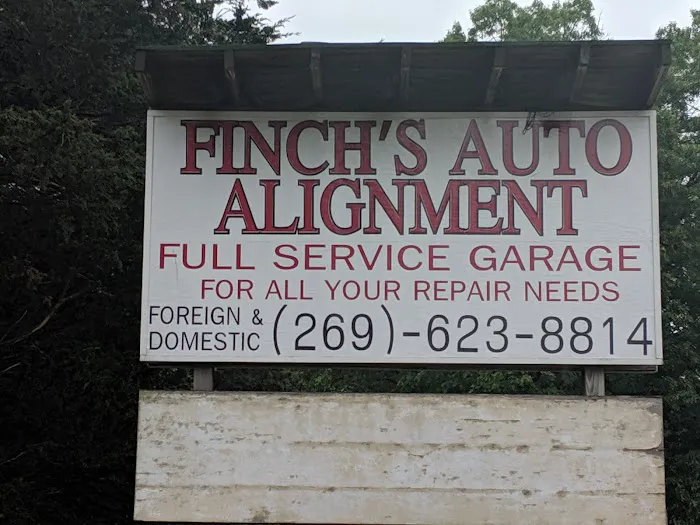 FINCH'S AUTO
ALIGNMENT
FULL SERVICE GARAGE
FOR ALL YOUR REPAIR NEEDS
FOREIGN &
DOMESTIC (269)-623-8814